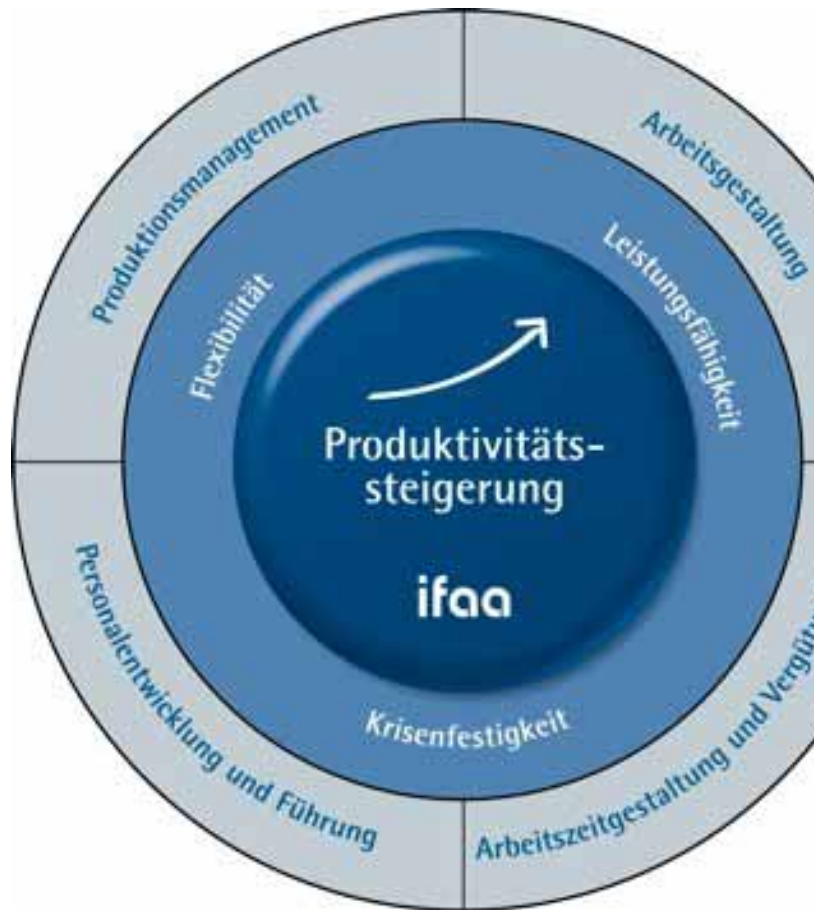 Produktionsmanagement
Arbeitsgestaltung
Flexibilität
Leistungsfähigkeit
Produktivitäts-
steigerung
ifaa
Krisenfestigkeit
Personalentwicklung und Führung
Arbeitszeitgestaltung und